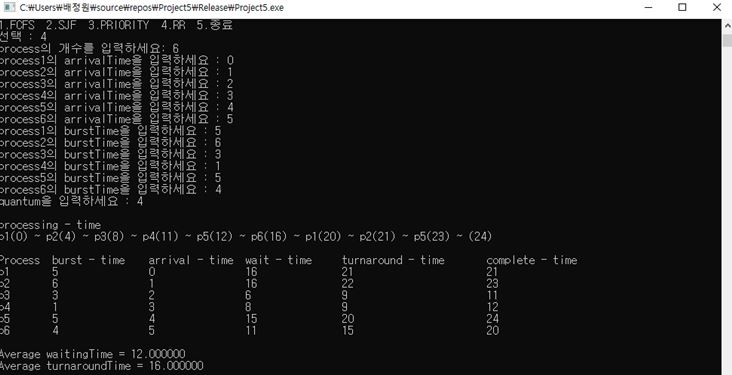 C:\Users\배정원\source\repos\Project5\Release\Project5.exe
1.FCFS 2.SJF 3.PRIORITY 4.RR 5.종료
선택 : 4
process의 개수를 입력하세요: 6
process1의 arrivalTime을 입력하세요 : 0
process2의 arrivalTime을 입력하세요 : 1
process3의 arrivalTime을 입력하세요 : 2
process4의 arrivalTime을 입력하세요 : 3
process5의 arrivalTime을 입력하세요 : 4
process6의 arrivalTime을 입력하세요 : 5
process1의 burstTime을 입력하세요 : 5
process2의 burstTime을 입력하세요 : 6
process3의 burstTime을 입력하세요 : 3
process4의 burstTime을 입력하세요 : 1
process5의 burstTime을 입력하세요 : 5
process6의 burstTime을 입력하세요 : 4
quantum을 입력하세요 : 4
processing - time
p1(0) ~ p2(4) ~ p3(8) ~ p4(11) ~ p5(12) ~ p6(16) ~ p1(20) ~ p2(21) ~ p5(23) ~ (24)
Process burst - time arrival - time wait - time turnaround - time complete - time
p1 5 0 16 21 21
p2 6 1 16 22 23
p3 3 2 6 9 11
p4 1 3 8 9 12
p5 5 4 15 20 24
p6 4 5 11 15 20
Average waitingTime = 12.000000
Average turnaroundTime = 16.000000